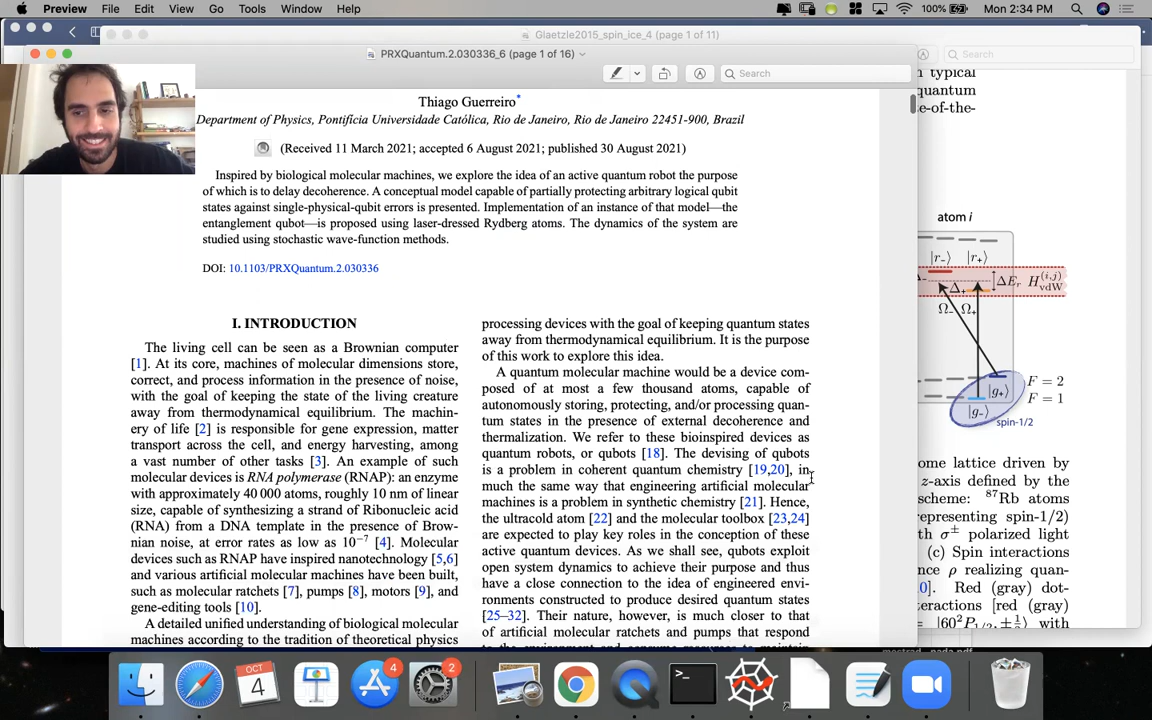 Preview File Edit View Go Tools Window Help 100% Mon 2:34 PM
Glaetzle2015_spin_ice_4 (page 1 of 11)
PRXQuantum.2.030336_6 (page 1 of 16)
Search
Search
Thiago Guerreiro*
Department of Physics, Pontifícia Universidade Católica, Rio de Janeiro, Rio de Janeiro 22451-900, Brazil
(Received 11 March 2021; accepted 6 August 2021; published 30 August 2021)
Inspired by biological molecular machines, we explore the idea of an active quantum robot the purpose
of which is to delay decoherence. A conceptual model capable of partially protecting arbitrary logical qubit
states against single-physical-qubit errors is presented. Implementation of an instance of that model—the
entanglement qubot—is proposed using laser-dressed Rydberg atoms. The dynamics of the system are
studied using stochastic wave-function methods.
DOI: 10.1103/PRXQuantum.2.030336
I. INTRODUCTION
The living cell can be seen as a Brownian computer
[1]. At its core, machines of molecular dimensions store,
correct, and process information in the presence of noise,
with the goal of keeping the state of the living creature
away from thermodynamical equilibrium. The machin-
ery of life [2] is responsible for gene expression, matter
transport across the cell, and energy harvesting, among
a vast number of other tasks [3]. An example of such
molecular devices is RNA polymerase (RNAP): an enzyme
with approximately 40 000 atoms, roughly 10 nm of linear
size, capable of synthesizing a strand of Ribonucleic acid
(RNA) from a DNA template in the presence of Brow-
nian noise, at error rates as low as 10⁻⁷ [4]. Molecular
devices such as RNAP have inspired nanotechnology [5,6]
and various artificial molecular machines have been built,
such as molecular ratchets [7], pumps [8], motors [9], and
gene-editing tools [10].
A detailed unified understanding of biological molecular
machines according to the tradition of theoretical physics
processing devices with the goal of keeping quantum states
away from thermodynamical equilibrium. It is the purpose
of this work to explore this idea.
A quantum molecular machine would be a device com-
posed of at most a few thousand atoms, capable of
autonomously storing, protecting, and/or processing quan-
tum states in the presence of external decoherence and
thermalization. We refer to these bioinspired devices as
quantum robots, or qubots [18]. The devising of qubots
is a problem in coherent quantum chemistry [19,20], in
much the same way that engineering artificial molecular
machines is a problem in synthetic chemistry [21]. Hence,
the ultracold atom [22] and the molecular toolbox [23,24]
are expected to play key roles in the conception of these
active quantum devices. As we shall see, qubots exploit
open system dynamics to achieve their purpose and thus
have a close connection to the idea of engineered envi-
ronments constructed to produce desired quantum states
[25–32]. Their nature, however, is much closer to that
of artificial molecular ratchets and pumps that respond
typical
quantum
e-of-the-
atom i
|r₋⟩ |r₊⟩
Δ₊ ΔEᵣ H_vdW^(i,j)
Ω₋ Ω₊
|g₊⟩ F = 2
|g₋⟩ F = 1
spin-1/2
ome lattice driven by
z-axis defined by the
scheme: ⁸⁷Rb atoms
representing spin-1/2)
th σ± polarized light
(c) Spin interactions
nce ρ realizing quan-
0]. Red (gray) dot-
teractions [red (gray)
= |60²P₁/₂, ±½⟩ with
OCT
4
4
2